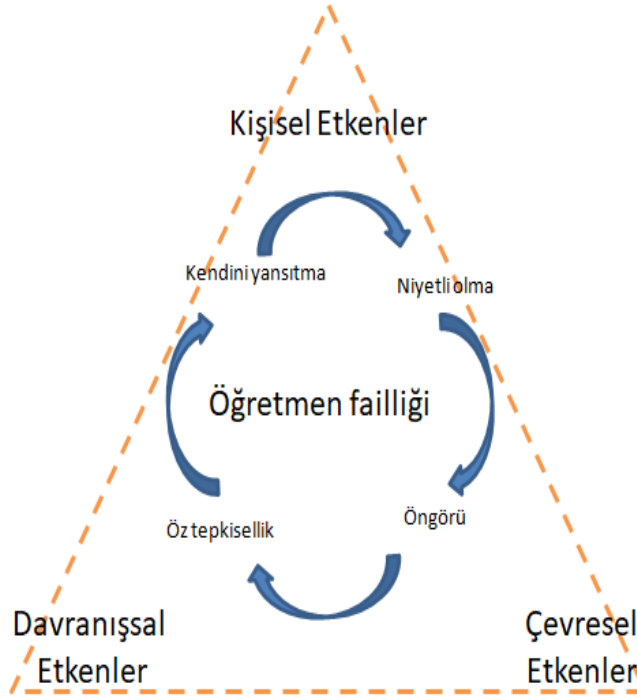 Kişisel Etkenler
Kendini yansıtma
Niyetli olma
Öğretmen failliği
Öngörü
Öz tepkisellik
Davranışsal
Etkenler
Çevresel
Etkenler